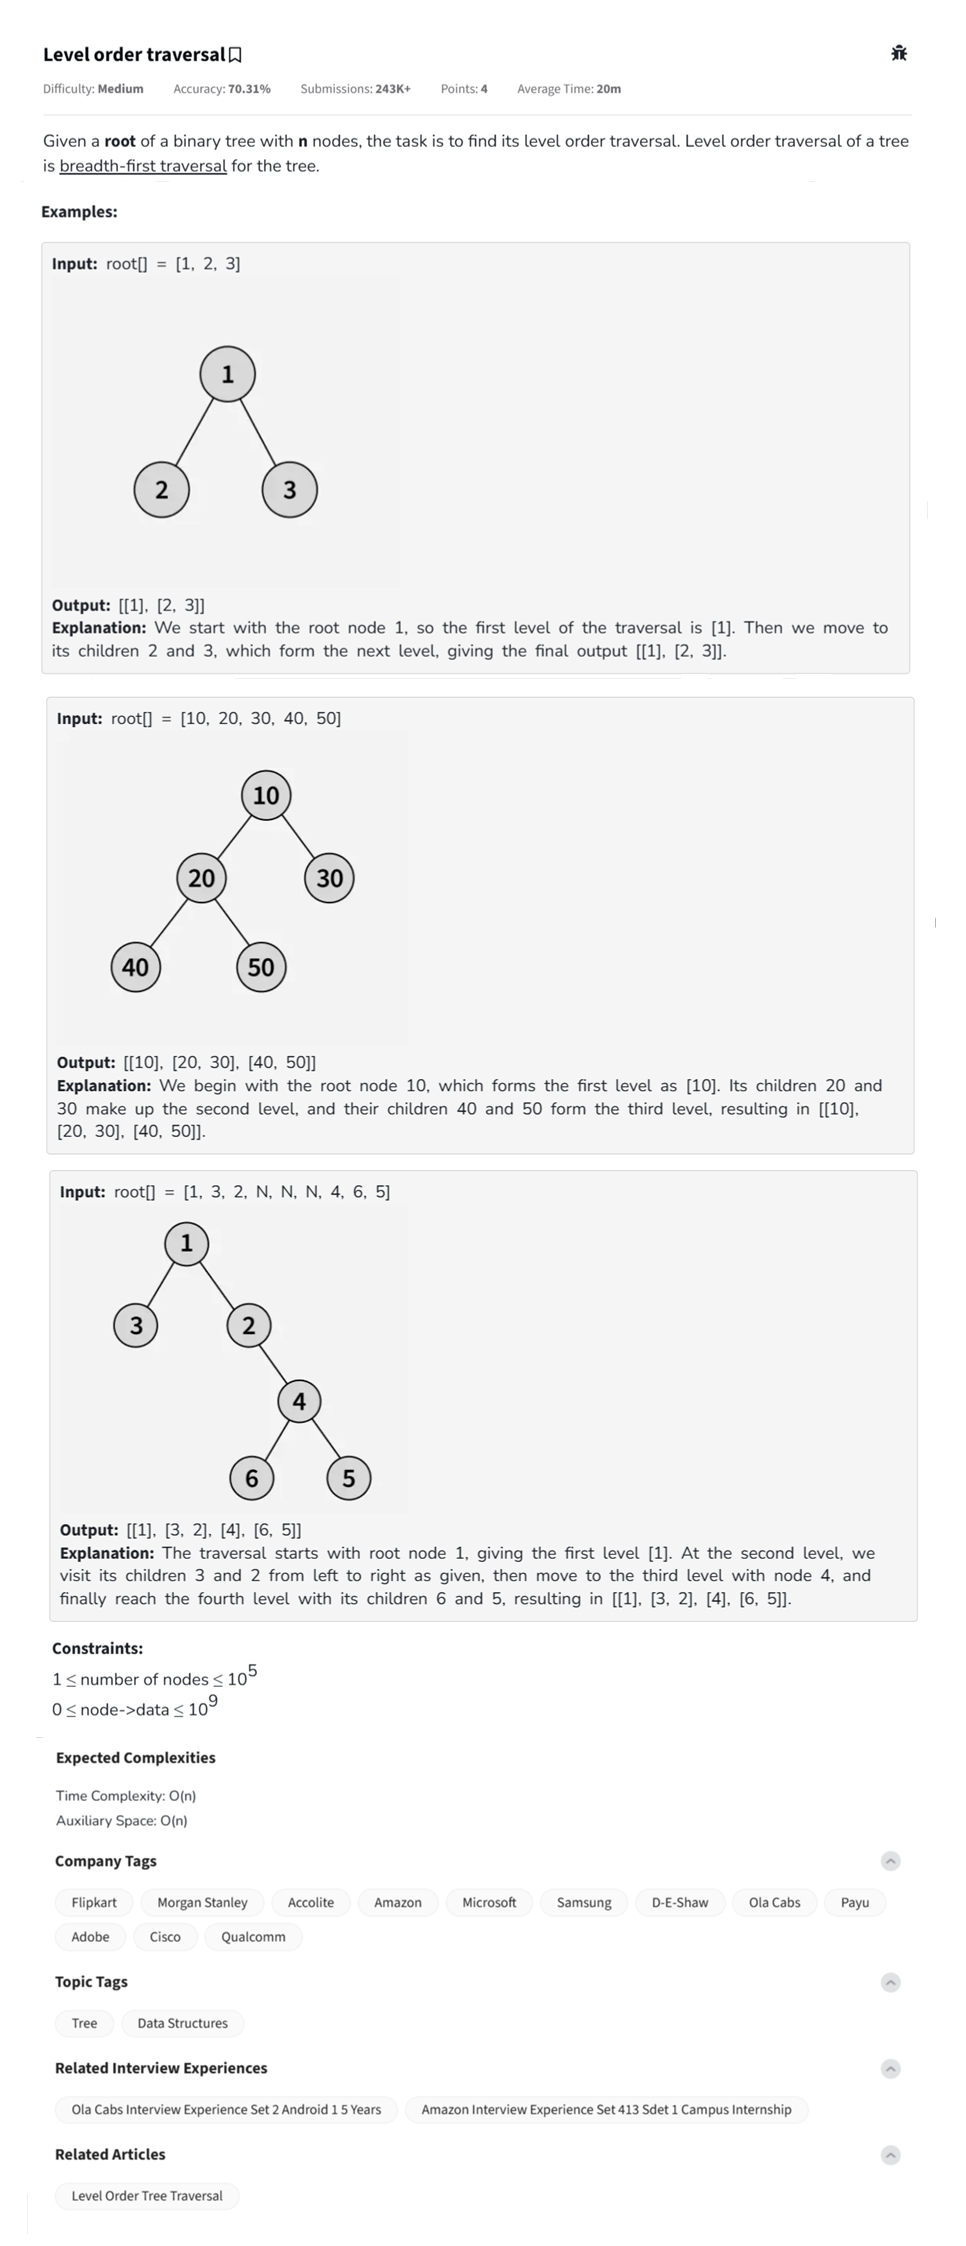 Level order traversal
Difficulty: Medium Accuracy: 70.31% Submissions: 243K+ Points: 4 Average Time: 20m
Given a root of a binary tree with n nodes, the task is to find its level order traversal. Level order traversal of a tree
is breadth-first traversal for the tree.
Examples:
Input: root[] = [1, 2, 3]
1
2 3
Output: [[1], [2, 3]]
Explanation: We start with the root node 1, so the first level of the traversal is [1]. Then we move to
its children 2 and 3, which form the next level, giving the final output [[1], [2, 3]].
Input: root[] = [10, 20, 30, 40, 50]
10
20 30
40 50
Output: [[10], [20, 30], [40, 50]]
Explanation: We begin with the root node 10, which forms the first level as [10]. Its children 20 and
30 make up the second level, and their children 40 and 50 form the third level, resulting in [[10],
[20, 30], [40, 50]].
Input: root[] = [1, 3, 2, N, N, N, 4, 6, 5]
1
3 2
4
6 5
Output: [[1], [3, 2], [4], [6, 5]]
Explanation: The traversal starts with root node 1, giving the first level [1]. At the second level, we
visit its children 3 and 2 from left to right as given, then move to the third level with node 4, and
finally reach the fourth level with its children 6 and 5, resulting in [[1], [3, 2], [4], [6, 5]].
Constraints:
1 ≤ number of nodes ≤ 10^5
0 ≤ node->data ≤ 10^9
Expected Complexities
Time Complexity: O(n)
Auxiliary Space: O(n)
Company Tags
Flipkart Morgan Stanley Accolite Amazon Microsoft Samsung D-E-Shaw Ola Cabs Payu
Adobe Cisco Qualcomm
Topic Tags
Tree Data Structures
Related Interview Experiences
Ola Cabs Interview Experience Set 2 Android 1 5 Years Amazon Interview Experience Set 413 Sdet 1 Campus Internship
Related Articles
Level Order Tree Traversal